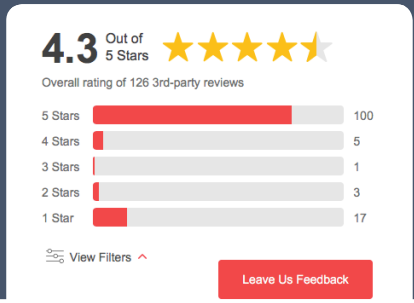 4.3 Out of
5 Stars
Overall rating of 126 3rd-party reviews
5 Stars 100
4 Stars 5
3 Stars 1
2 Stars 3
1 Star 17
View Filters
Leave Us Feedback